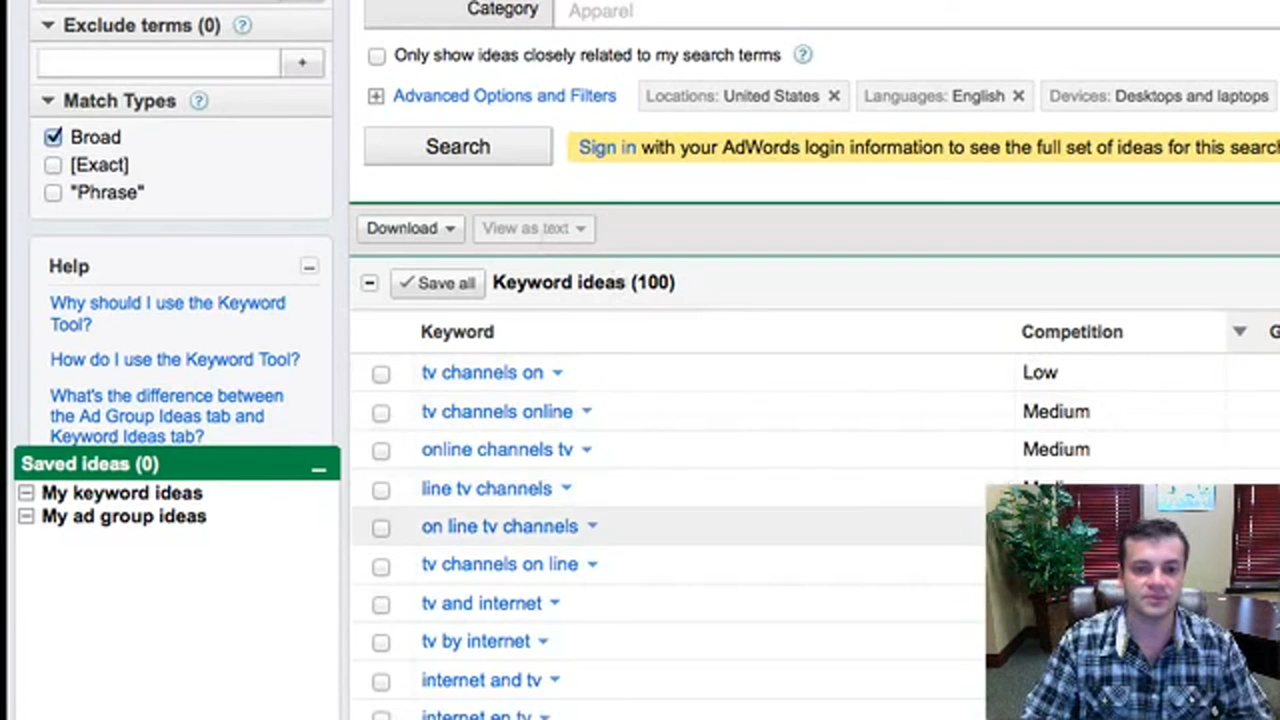 Category Apparel
Exclude terms (0) ?
+
Only show ideas closely related to my search terms ?
Match Types ?
Advanced Options and Filters Locations: United States × Languages: English × Devices: Desktops and laptops
Broad
[Exact]
"Phrase"
Search
Sign in with your AdWords login information to see the full set of ideas for this search
Download View as text
Help
Why should I use the Keyword
Tool?
How do I use the Keyword Tool?
What's the difference between
the Ad Group Ideas tab and
Keyword Ideas tab?
Saved ideas (0)
My keyword ideas
My ad group ideas
Save all Keyword ideas (100)
Keyword Competition G
tv channels on Low
tv channels online Medium
online channels tv Medium
line tv channels
on line tv channels
tv channels on line
tv and internet
tv by internet
internet and tv
internet en tv